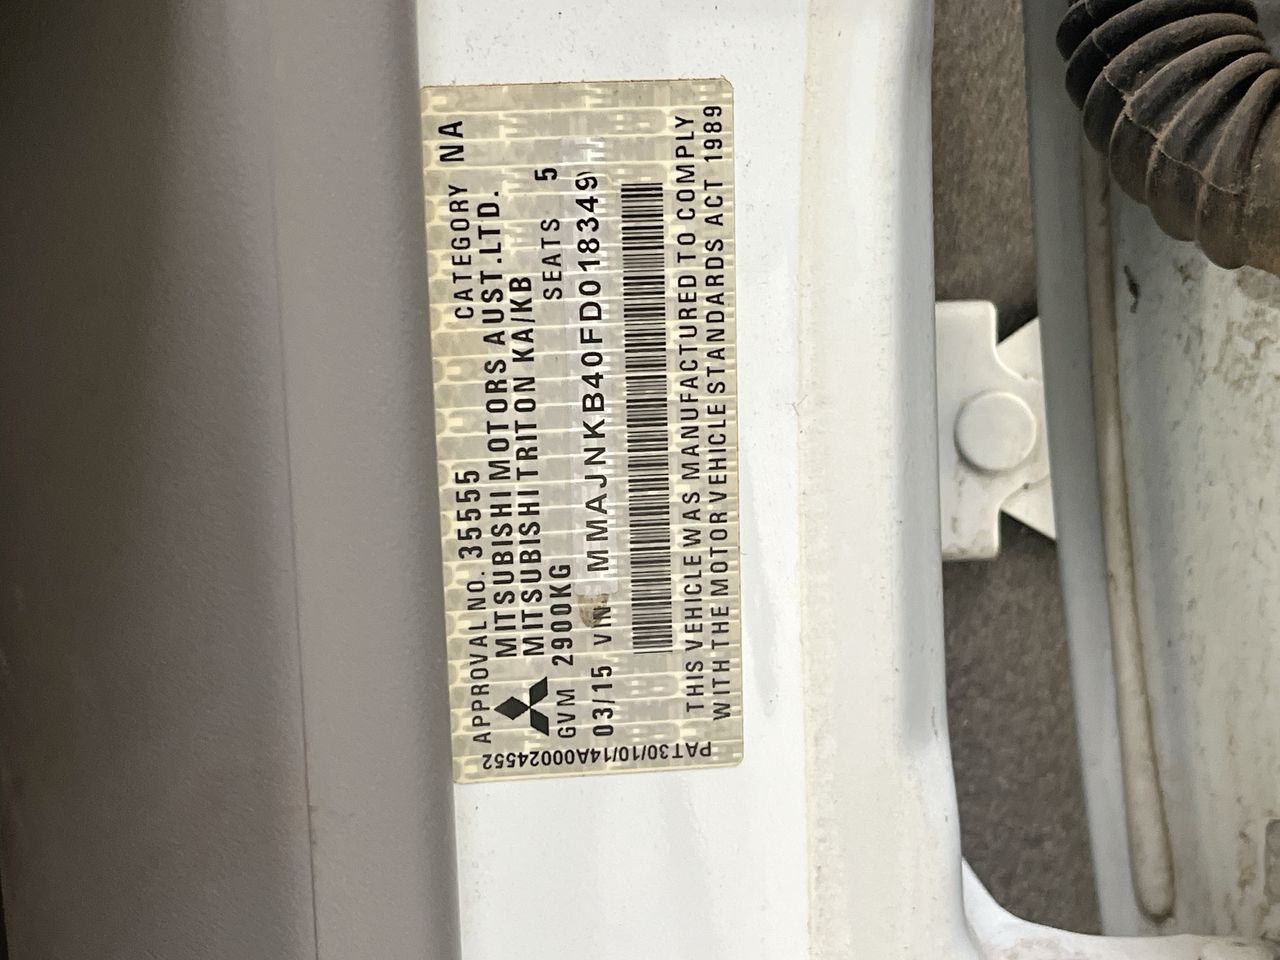 APPROVAL NO. 35555 CATEGORY NA
MITSUBISHI MOTORS AUST.LTD.
MITSUBISHI TRITON KA/KB
GVM 2900KG SEATS 5
03/15 VIN MMAJNKB40FD018349
THIS VEHICLE WAS MANUFACTURED TO COMPLY
WITH THE MOTOR VEHICLE STANDARDS ACT 1989
PAT30/10/14A00024552